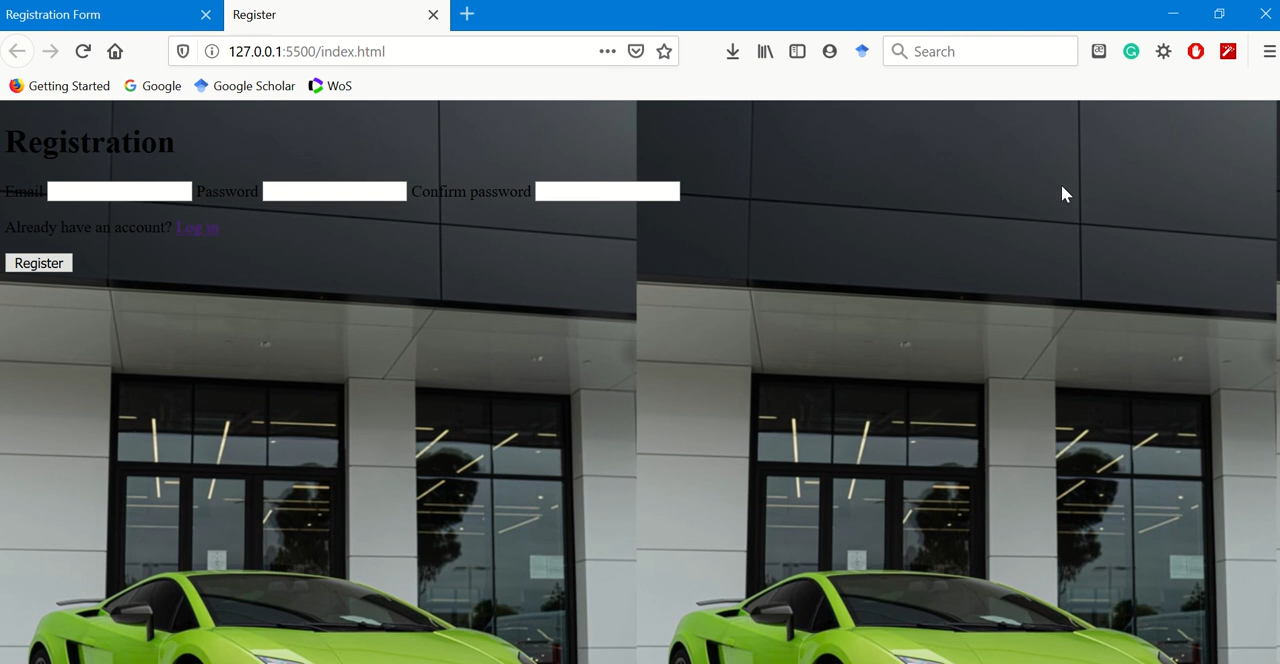 Registration Form
Register
127.0.0.1:5500/index.html
Search
Getting Started
Google
Google Scholar
WoS
Registration
Email Password Confirm password
Already have an account? Log in
Register